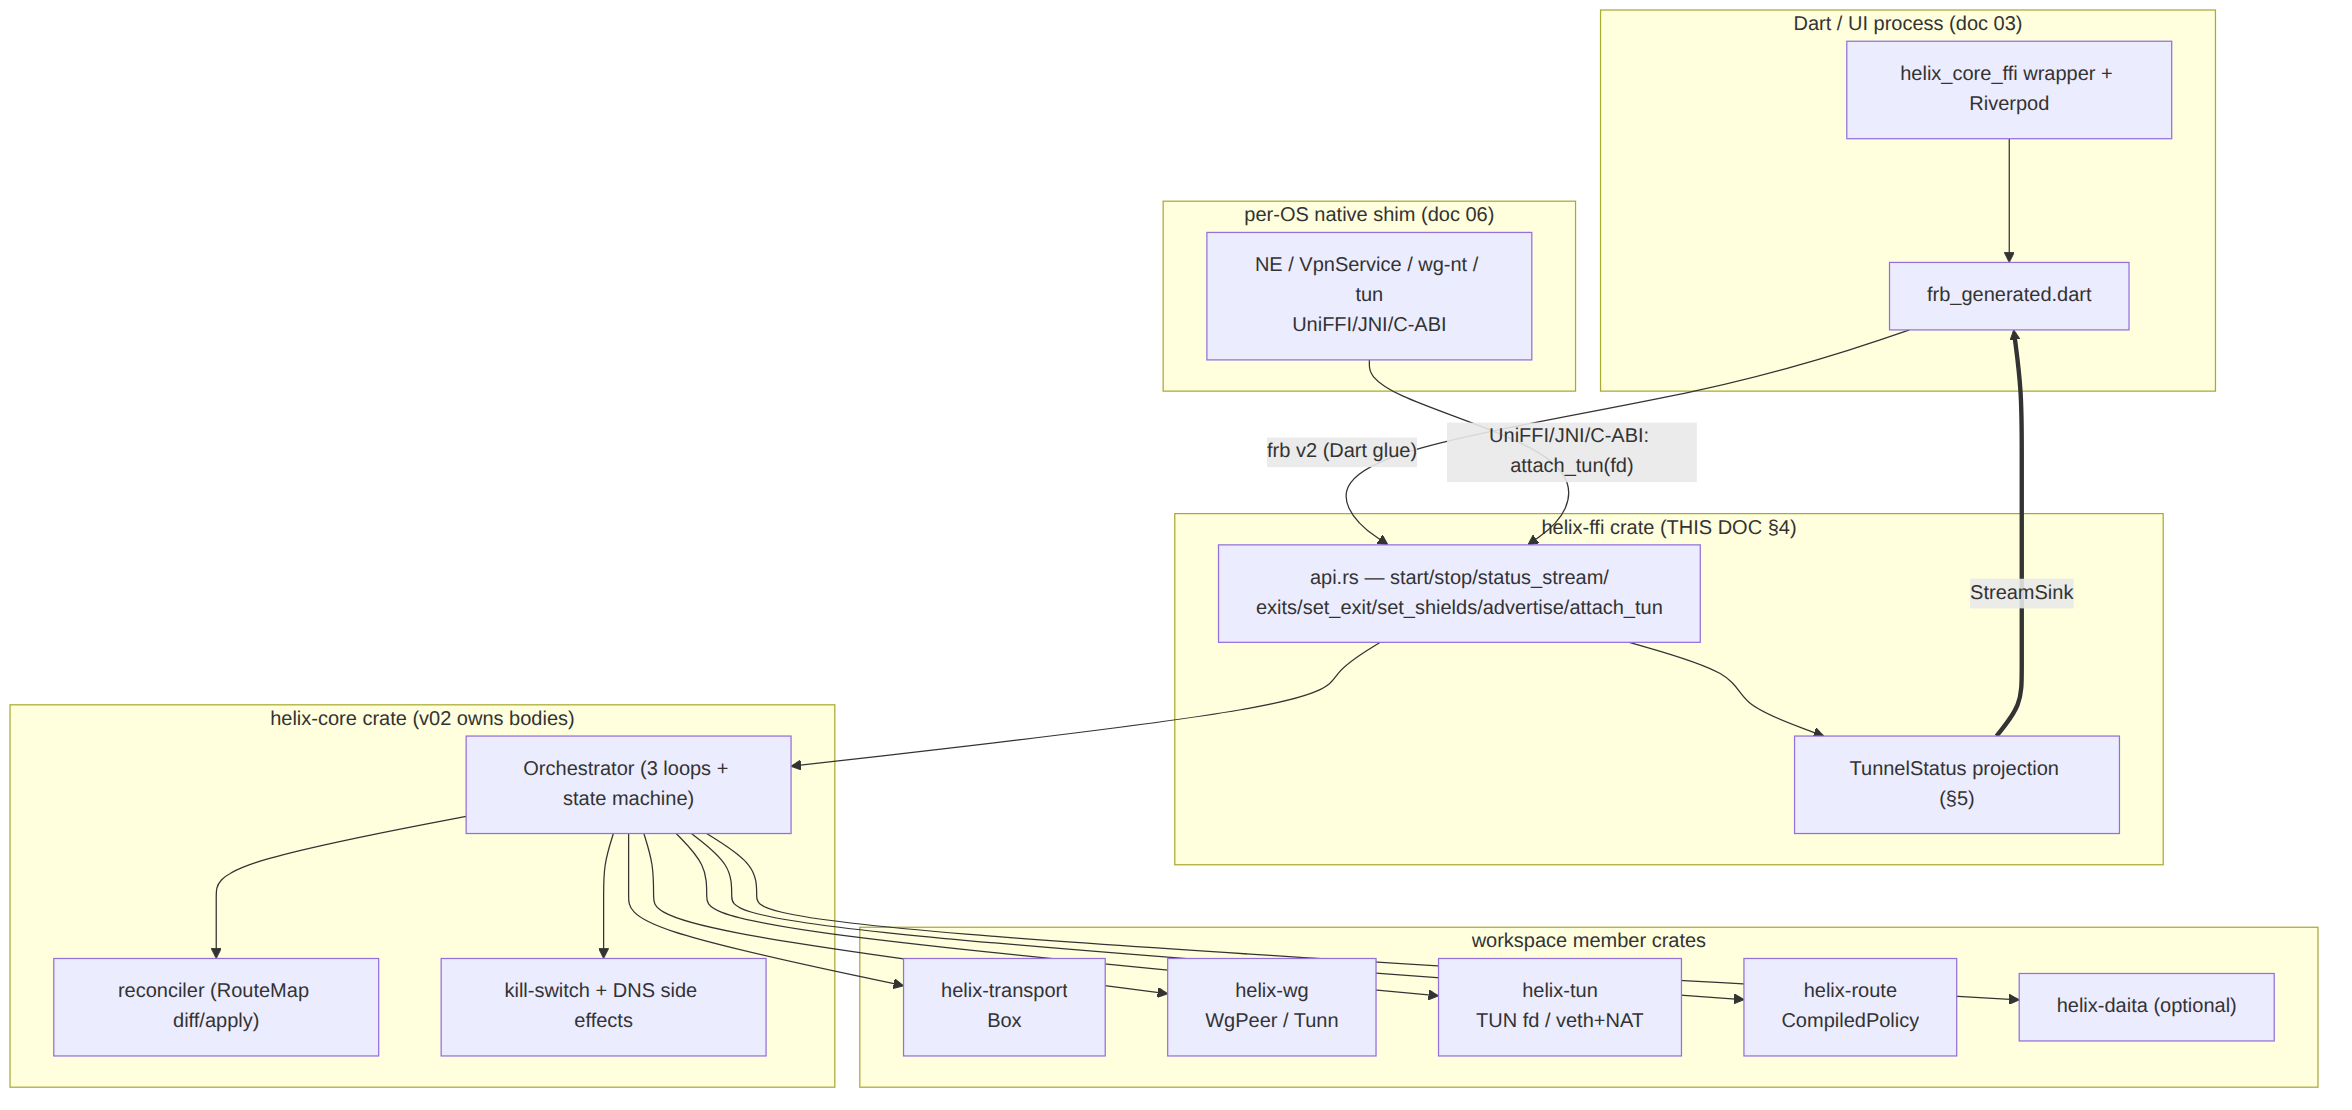 Dart / UI process (doc 03)
helix_core_ffi wrapper +
Riverpod
per-OS native shim (doc 06)
NE / VpnService / wg-nt /
tun
UniFFI/JNI/C-ABI
frb_generated.dart
frb v2 (Dart glue)
UniFFI/JNI/C-ABI:
attach_tun(fd)
helix-ffi crate (THIS DOC §4)
api.rs — start/stop/status_stream/
exits/set_exit/set_shields/advertise/attach_tun
StreamSink
helix-core crate (v02 owns bodies)
Orchestrator (3 loops +
state machine)
TunnelStatus projection
(§5)
workspace member crates
reconciler (RouteMap
diff/apply)
kill-switch + DNS side
effects
helix-transport
Box
helix-wg
WgPeer / Tunn
helix-tun
TUN fd / veth+NAT
helix-route
CompiledPolicy
helix-daita (optional)